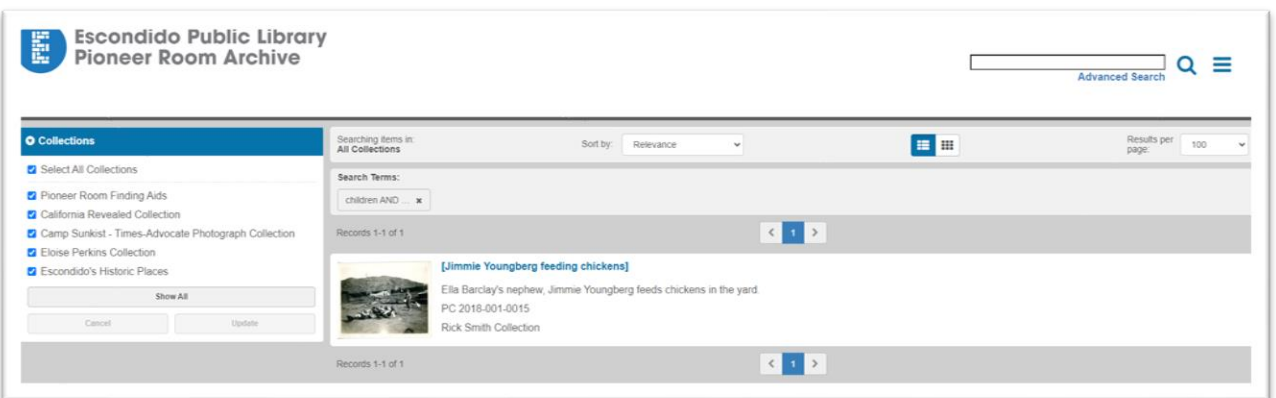 Escondido Public Library
Pioneer Room Archive
Advanced Search
Collections
Select All Collections
Pioneer Room Finding Aids
California Revealed Collection
Camp Sunkist - Times-Advocate Photograph Collection
Eloise Perkins Collection
Escondido's Historic Places
Show All
Cancel
Update
Searching items in:
All Collections
Sort by:
Relevance
Results per
page:
100
Search Terms:
children AND ... x
Records 1-1 of 1
< 1 >
[Jimmie Youngberg feeding chickens]
Ella Barclay's nephew, Jimmie Youngberg feeds chickens in the yard.
PC 2018-001-0015
Rick Smith Collection
Records 1-1 of 1
< 1 >